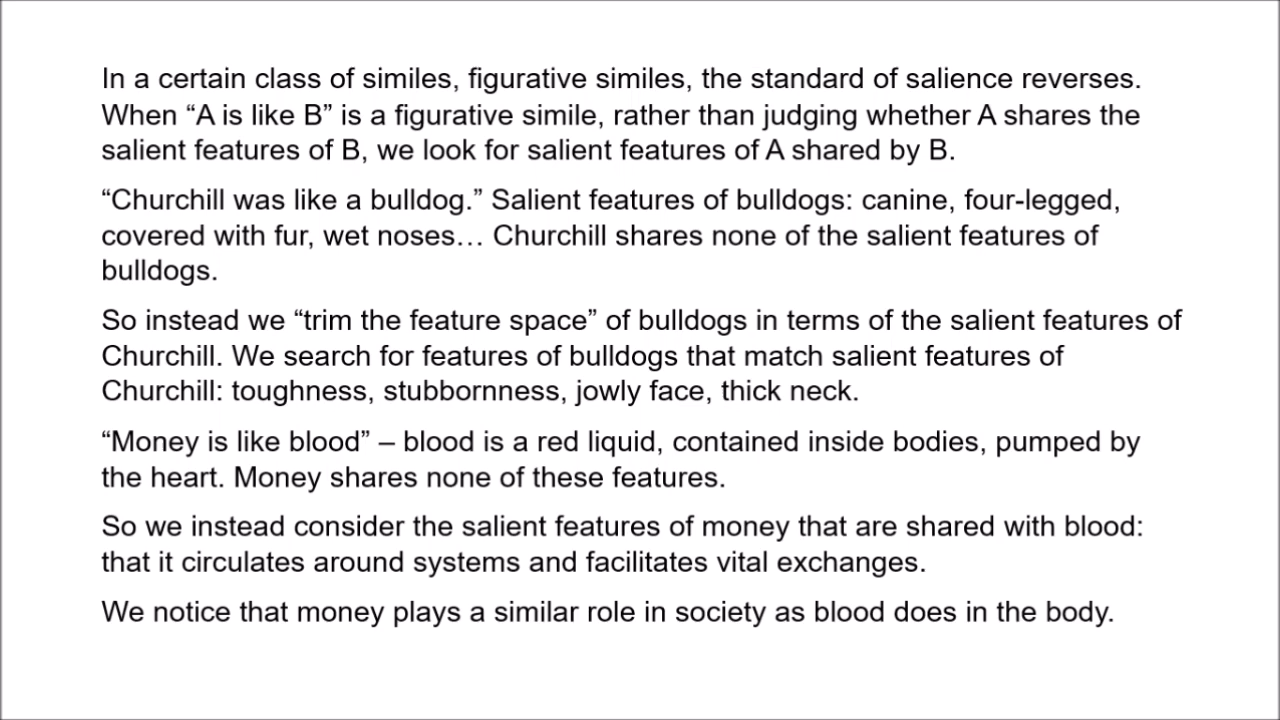 In a certain class of similes, figurative similes, the standard of salience reverses.
When “A is like B” is a figurative simile, rather than judging whether A shares the
salient features of B, we look for salient features of A shared by B.
“Churchill was like a bulldog.” Salient features of bulldogs: canine, four-legged,
covered with fur, wet noses… Churchill shares none of the salient features of
bulldogs.
So instead we “trim the feature space” of bulldogs in terms of the salient features of
Churchill. We search for features of bulldogs that match salient features of
Churchill: toughness, stubbornness, jowly face, thick neck.
“Money is like blood” – blood is a red liquid, contained inside bodies, pumped by
the heart. Money shares none of these features.
So we instead consider the salient features of money that are shared with blood:
that it circulates around systems and facilitates vital exchanges.
We notice that money plays a similar role in society as blood does in the body.